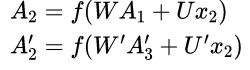 A₂ = f(WA₁ + Ux₂)
A′₂ = f(W′A′₃ + U′x₂)